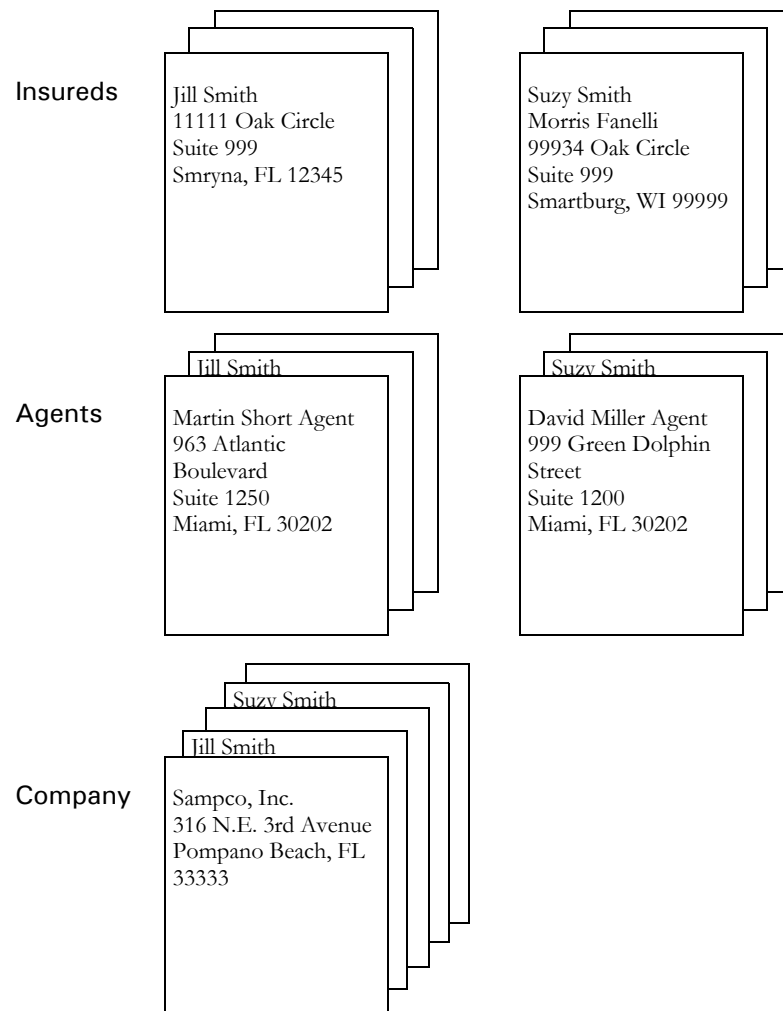 Insureds
Jill Smith
11111 Oak Circle
Suite 999
Smryna, FL 12345
Suzy Smith
Morris Fanelli
99934 Oak Circle
Suite 999
Smartburg, WI 99999
Agents
Jill Smith
Martin Short Agent
963 Atlantic
Boulevard
Suite 1250
Miami, FL 30202
Suzy Smith
David Miller Agent
999 Green Dolphin
Street
Suite 1200
Miami, FL 30202
Company
Suzy Smith
Jill Smith
Sampco, Inc.
316 N.E. 3rd Avenue
Pompano Beach, FL
33333